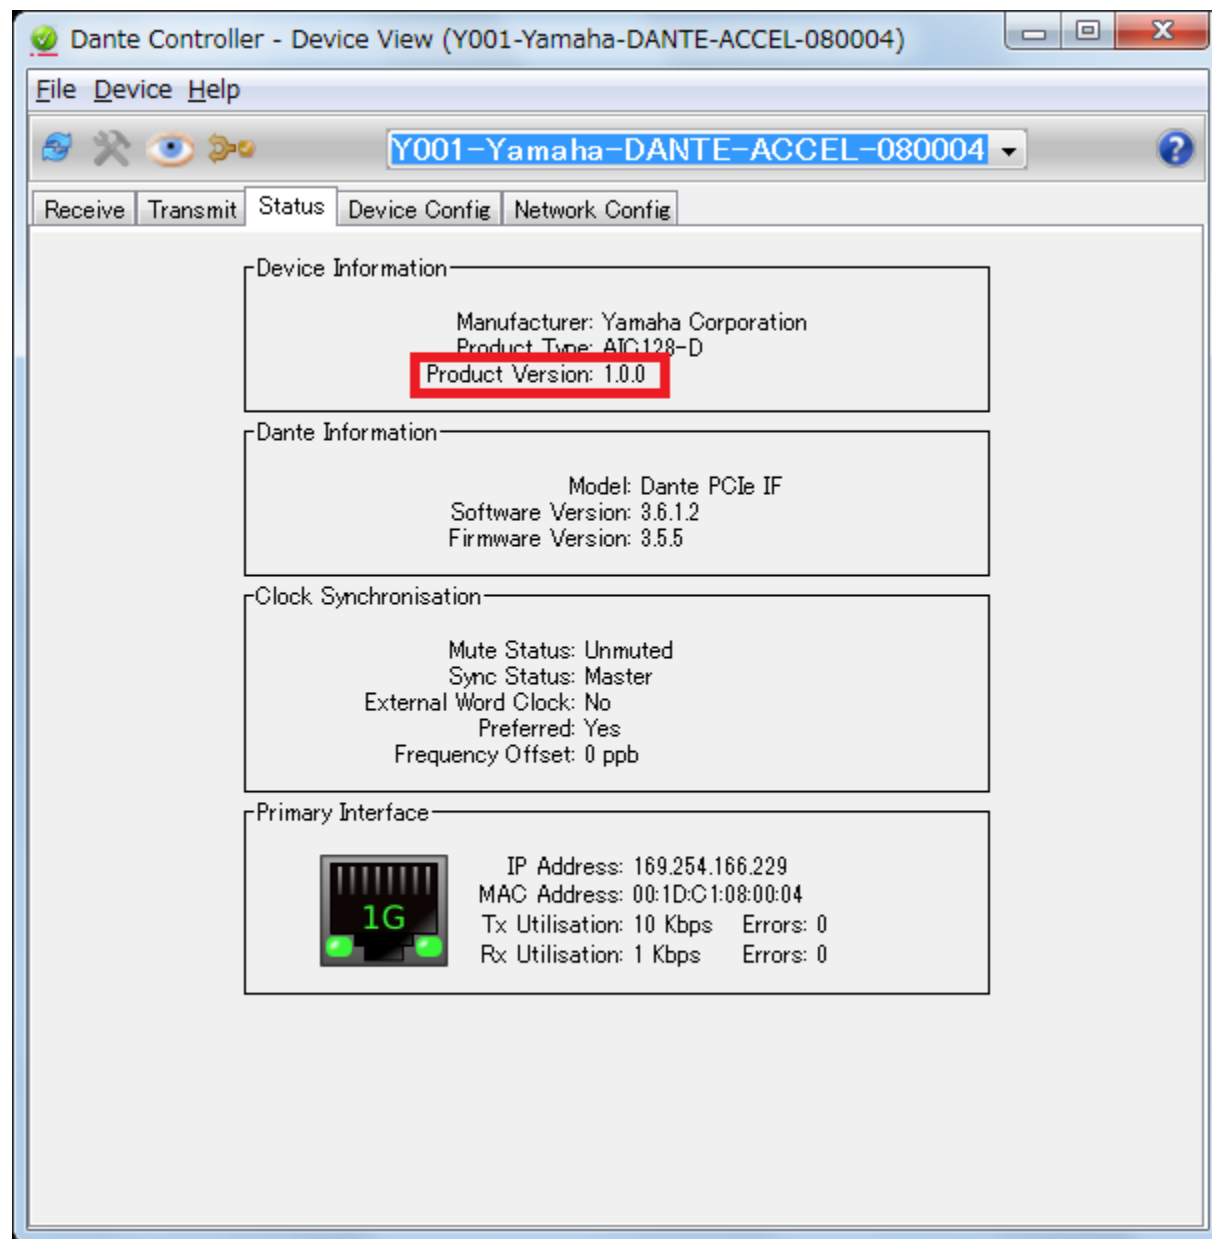 Dante Controller - Device View (Y001-Yamaha-DANTE-ACCEL-080004)
File Device Help
Y001-Yamaha-DANTE-ACCEL-080004
Receive Transmit Status Device Config Network Config
Device Information
Manufacturer: Yamaha Corporation
Product Type: AIC128-D
Product Version: 1.0.0
Dante Information
Model: Dante PCIe IF
Software Version: 3.6.1.2
Firmware Version: 3.5.5
Clock Synchronisation
Mute Status: Unmuted
Sync Status: Master
External Word Clock: No
Preferred: Yes
Frequency Offset: 0 ppb
Primary Interface
1G
IP Address: 169.254.166.229
MAC Address: 00:1D:C1:08:00:04
Tx Utilisation: 10 Kbps Errors: 0
Rx Utilisation: 1 Kbps Errors: 0